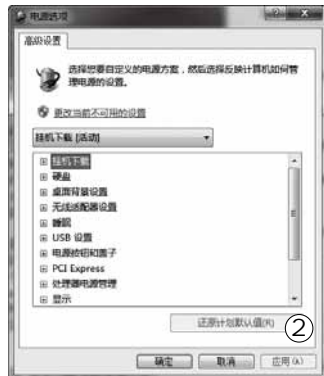 电源选项
高级设置
选择想要自定义的电源方案，然后选择反映计算机如何管
理电源的设置。
更改当前不可用的设置
挂机下载 [活动]
挂机下载
硬盘
桌面背景设置
无线适配器设置
睡眠
USB 设置
电源按钮和盖子
PCI Express
处理器电源管理
显示
还原计划默认值(R)
②
确定 取消 应用(A)